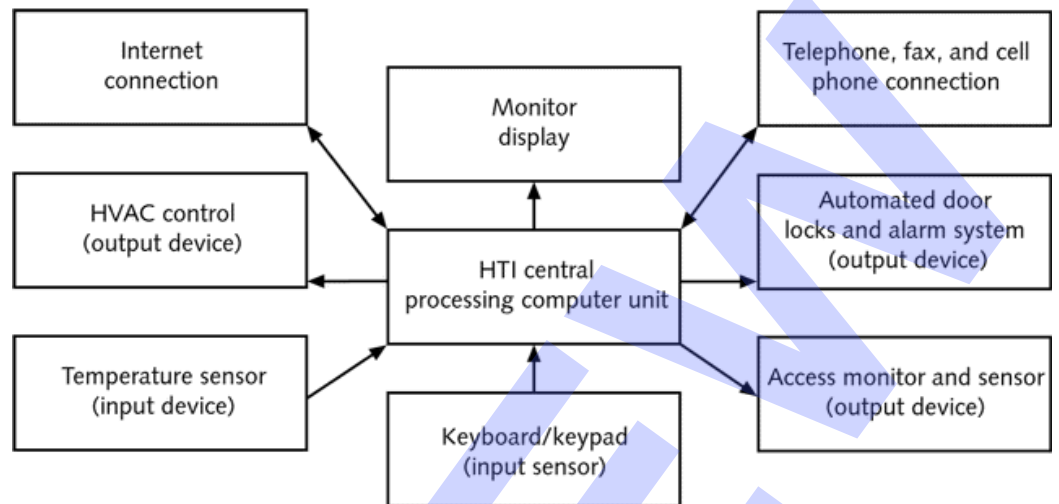 Internet
connection
Telephone, fax, and cell
phone connection
Monitor
display
HVAC control
(output device)
Automated door
locks and alarm system
(output device)
HTI central
processing computer unit
Temperature sensor
(input device)
Access monitor and sensor
(output device)
Keyboard/keypad
(input sensor)